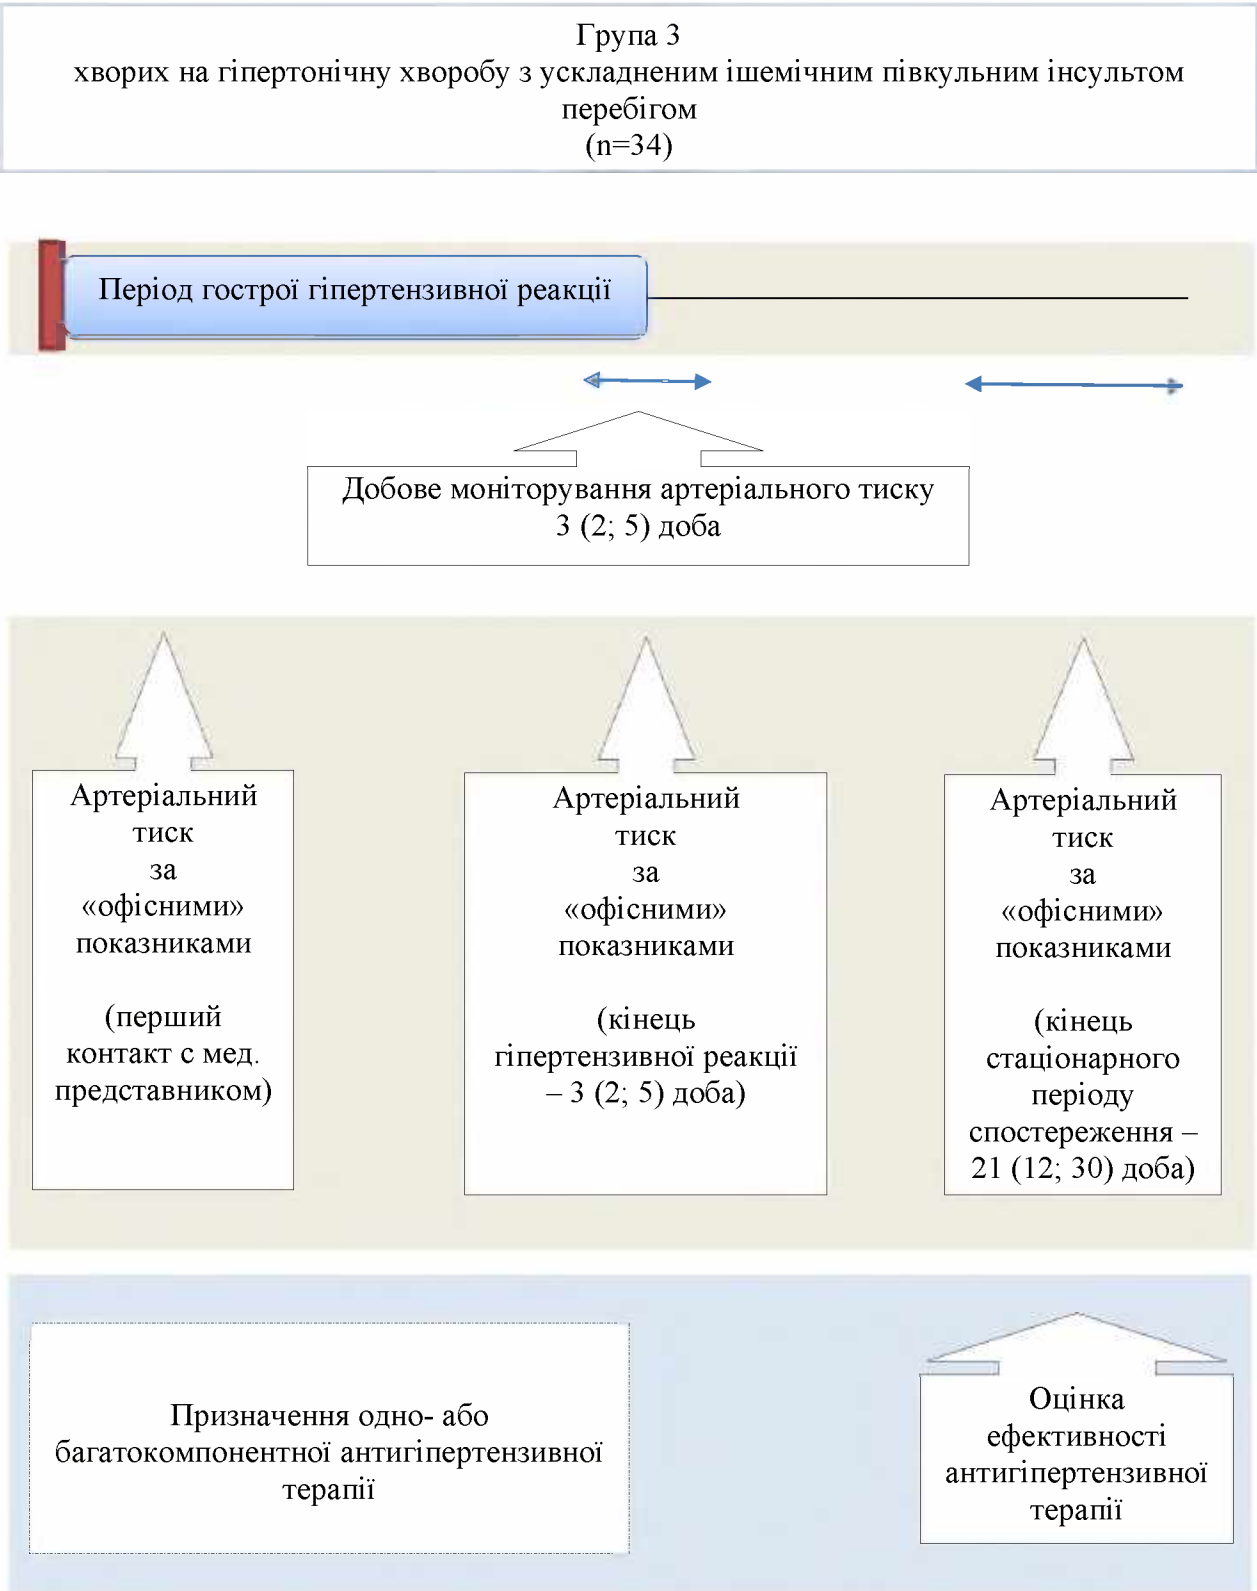 Група 3
хворих на гіпертонічну хворобу з ускладненим ішемічним півкульним інсультом
перебігом
(n=34)
Період гострої гіпертензивної реакції
Добове моніторування артеріального тиску
3 (2; 5) доба
Артеріальний
тиск
за
«офісними»
показниками
(перший
контакт с мед.
представником)
Артеріальний
тиск
за
«офісними»
показниками
(кінець
гіпертензивної реакції
– 3 (2; 5) доба)
Артеріальний
тиск
за
«офісними»
показниками
(кінець
стаціонарного
періоду
спостереження –
21 (12; 30) доба)
Призначення одно- або
багатокомпонентної антигіпертензивної
терапії
Оцінка
ефективності
антигіпертензивної
терапії